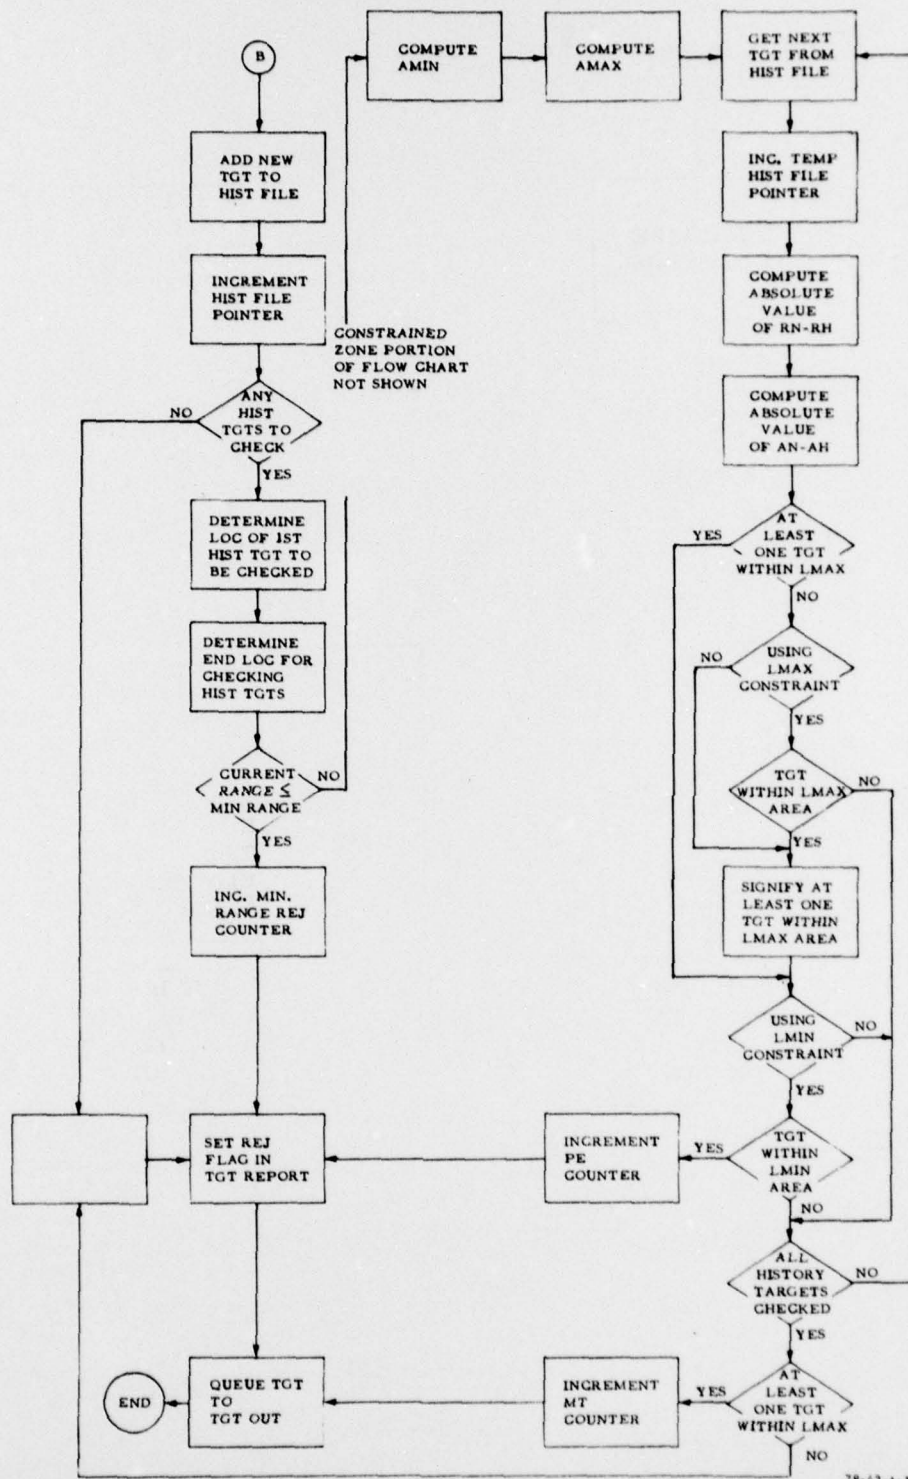 B
ADD NEW
TGT TO
HIST FILE
INCREMENT
HIST FILE
POINTER
ANY
HIST
TGTS TO
CHECK
NO
YES
DETERMINE
LOC OF 1ST
HIST TGT TO
BE CHECKED
DETERMINE
END LOC FOR
CHECKING
HIST TGTS
CURRENT
RANGE ≤
MIN RANGE
NO
YES
INC. MIN.
RANGE REJ
COUNTER
SET REJ
FLAG IN
TGT REPORT
QUEUE TGT
TO
TGT OUT
END
CONSTRAINED
ZONE PORTION
OF FLOW CHART
NOT SHOWN
COMPUTE
AMIN
COMPUTE
AMAX
GET NEXT
TGT FROM
HIST FILE
INC. TEMP
HIST FILE
POINTER
COMPUTE
ABSOLUTE
VALUE
OF RN-RH
COMPUTE
ABSOLUTE
VALUE
OF AN-AH
AT
LEAST
ONE TGT
WITHIN LMAX
YES
NO
USING
LMAX
CONSTRAINT
NO
YES
TGT
WITHIN LMAX
AREA
NO
YES
SIGNIFY AT
LEAST ONE
TGT WITHIN
LMAX AREA
USING
LMIN
CONSTRAINT
NO
YES
TGT
WITHIN
LMIN
AREA
YES
NO
INCREMENT
PE
COUNTER
ALL
HISTORY
TARGETS
CHECKED
NO
YES
AT
LEAST
ONE TGT
WITHIN LMAX
YES
NO
INCREMENT
MT
COUNTER